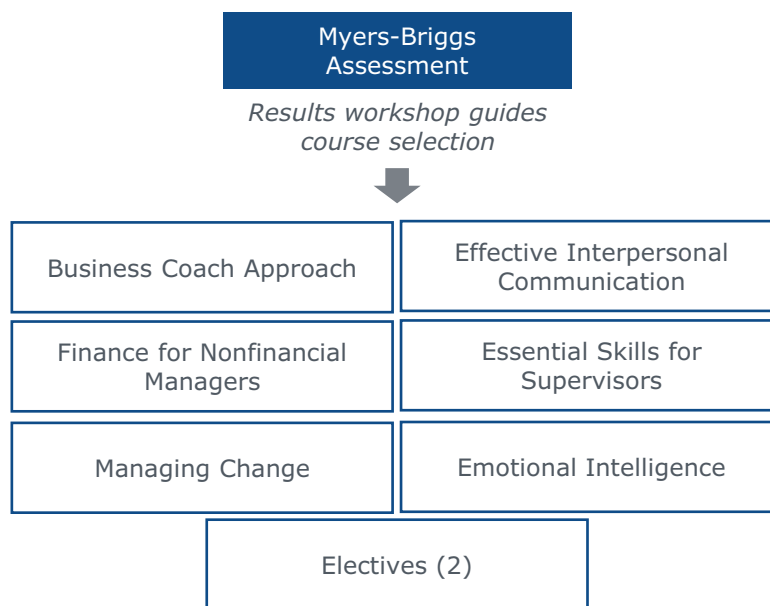 Myers-Briggs
Assessment
Results workshop guides
course selection
Business Coach Approach
Effective Interpersonal
Communication
Finance for Nonfinancial
Managers
Essential Skills for
Supervisors
Managing Change
Emotional Intelligence
Electives (2)